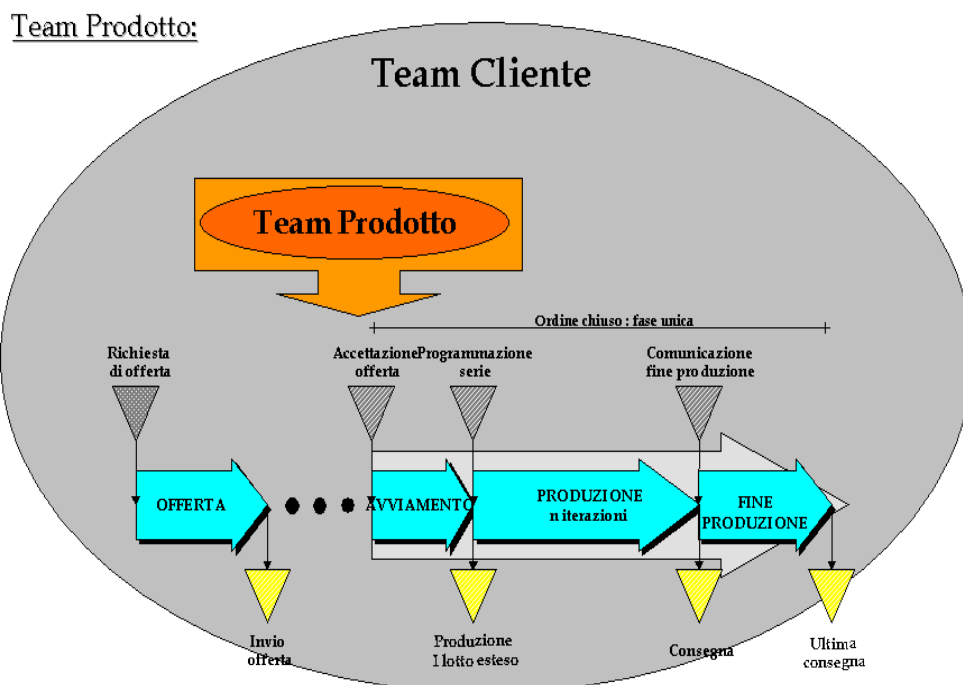 Team Prodotto:
Team Cliente
Team Prodotto
Ordine chiuso : fase unica
Richiesta
di offerta
Accettazione
offerta
Programmazione
serie
Comunicazione
fine produzione
OFFERTA
AVVIAMENTO
PRODUZIONE
n iterazioni
FINE
PRODUZIONE
Invio
offerta
Produzione
I lotto esteso
Consegna
Ultima
consegna